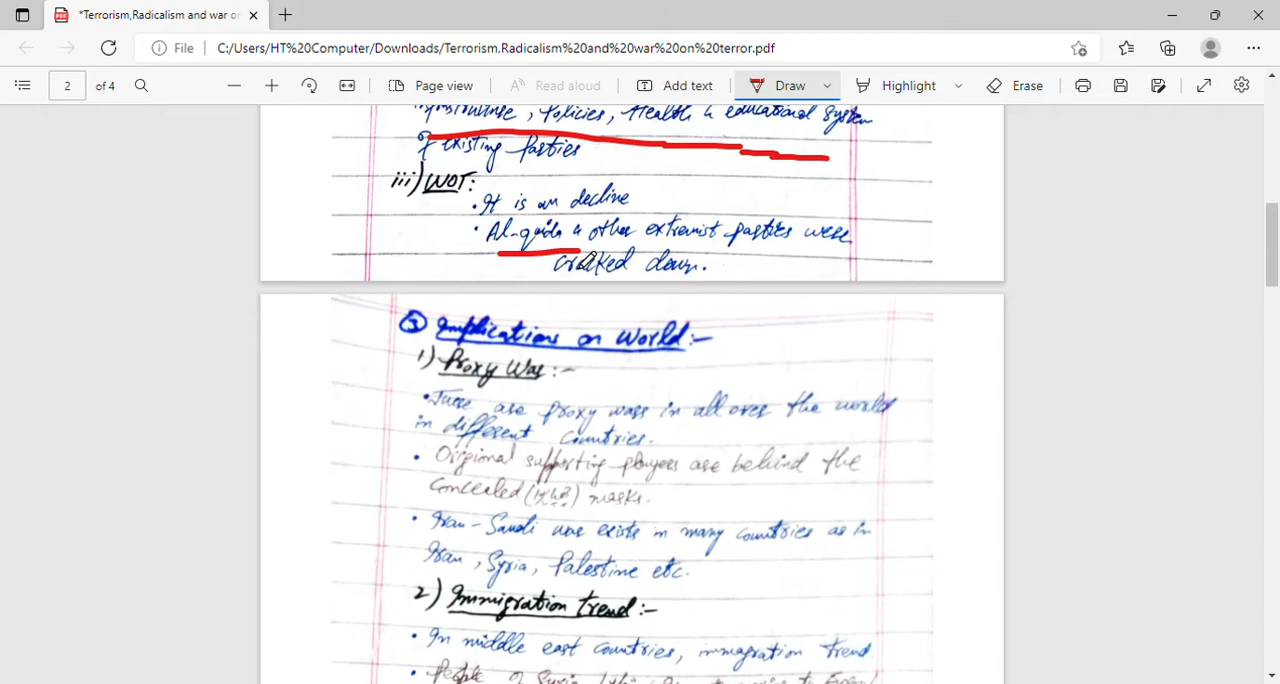 *Terrorism,Radicalism and war o
File
C:/Users/HT%20Computer/Downloads/Terrorism,Radicalism%20and%20war%20on%20terror.pdf
2 of 4
Page view
Read aloud
Add text
Draw
Highlight
Erase
, Policies, Health & educational System
of existing Parties
iii) WOT:
• It is an decline
• Al-qaida & other extremist parties were
cracked down.
③ Implications on World:-
1) Proxy War:-
• There are proxy wars in all over the world
in different Countries.
• supporting players are behind the
Concealed masks.
• Iran-Saudi war exists in many countries as in
Iran, Syria, Palestine etc.
2) Immigration trend:-
• In middle east countries, immagration trend
• People of Syria